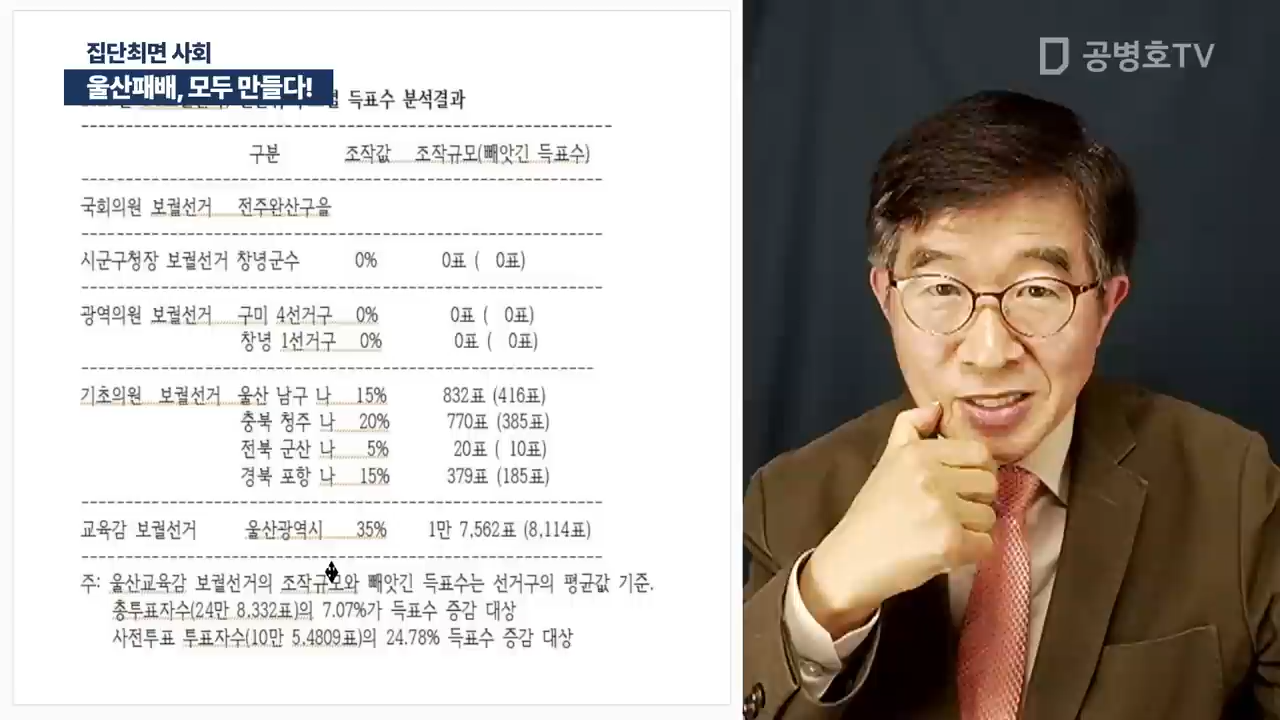 집단최면 사회
울산패배, 모두 만들다!
득표수 분석결과
구분 조작값 조작규모(빼앗긴 득표수)
국회의원 보궐선거 전주완산구을
시군구청장 보궐선거 창녕군수 0% 0표 ( 0표)
광역의원 보궐선거 구미 4선거구 0% 0표 ( 0표)
창녕 1선거구 0% 0표 ( 0표)
기초의원 보궐선거 울산 남구 나 15% 832표 (416표)
충북 청주 나 20% 770표 (385표)
전북 군산 나 5% 20표 ( 10표)
경북 포항 나 15% 379표 (185표)
교육감 보궐선거 울산광역시 35% 1만 7,562표 (8,114표)
주: 울산교육감 보궐선거의 조작규모와 빼앗긴 득표수는 선거구의 평균값 기준.
총투표자수(24만 8.332표)의 7.07%가 득표수 증감 대상
사전투표 투표자수(10만 5.4809표)의 24.78% 득표수 증감 대상
공병호TV